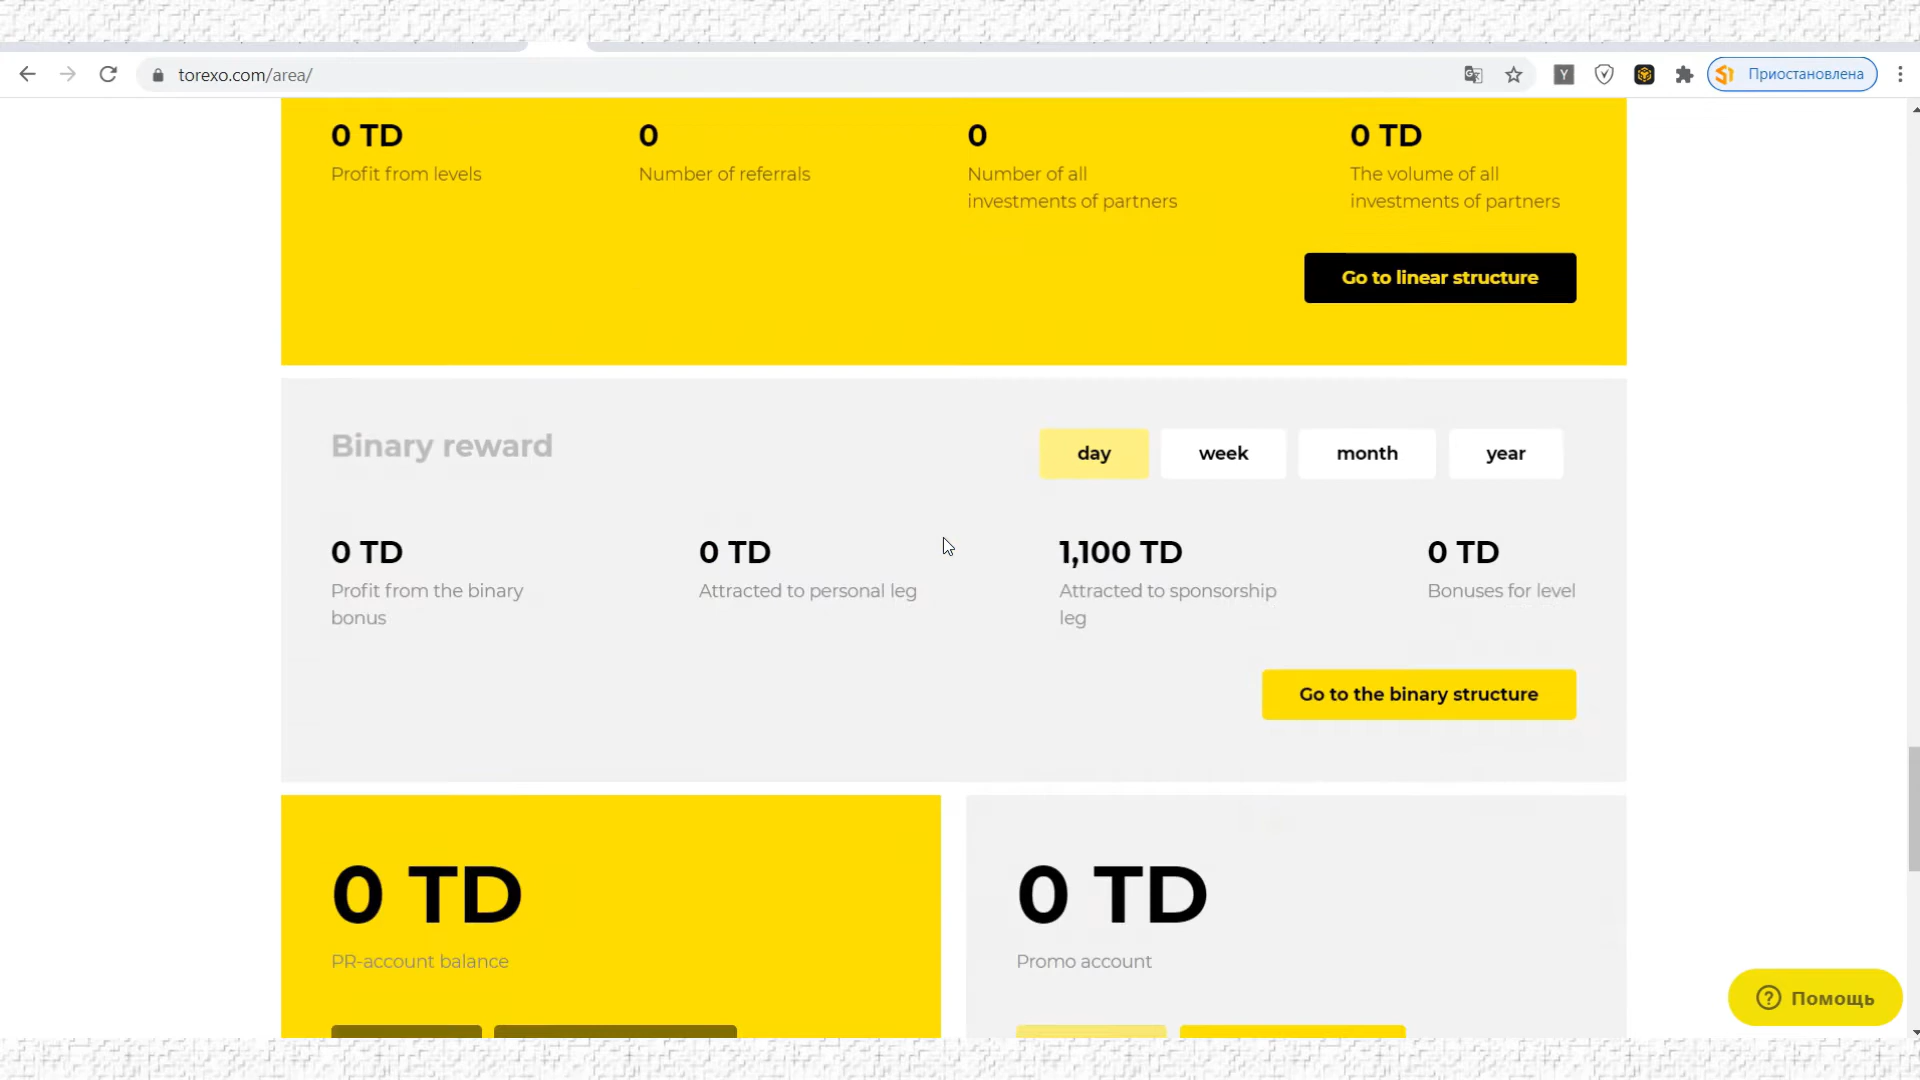 torexo.com/area/
Приостановлена
0 TD
Profit from levels
0
Number of referrals
0
Number of all
investments of partners
0 TD
The volume of all
investments of partners
Go to linear structure
Binary reward
day
week
month
year
0 TD
Profit from the binary
bonus
0 TD
Attracted to personal leg
1,100 TD
Attracted to sponsorship
leg
0 TD
Bonuses for level
Go to the binary structure
0 TD
PR-account balance
0 TD
Promo account
Помощь